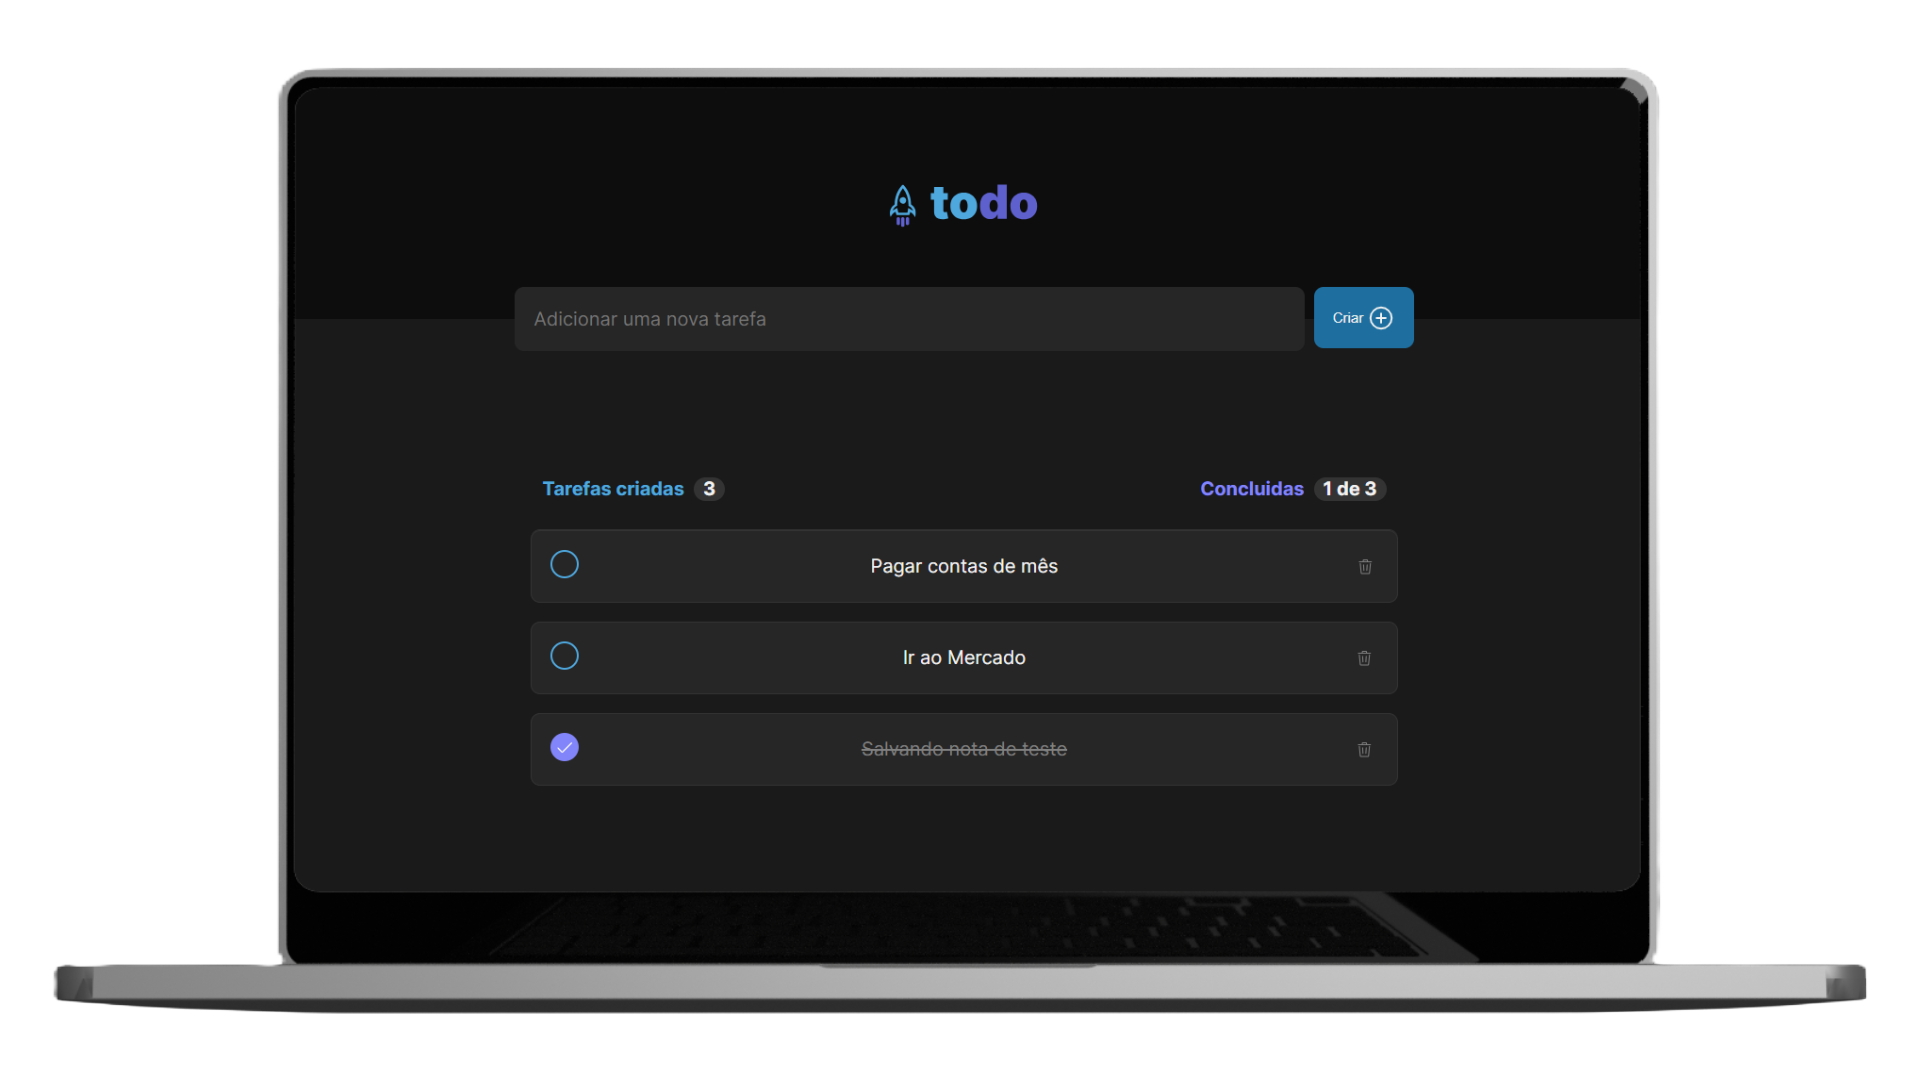 todo
Adicionar uma nova tarefa
Criar
Tarefas criadas 3
Concluidas 1 de 3
Pagar contas de mês
Ir ao Mercado
Salvando nota de teste